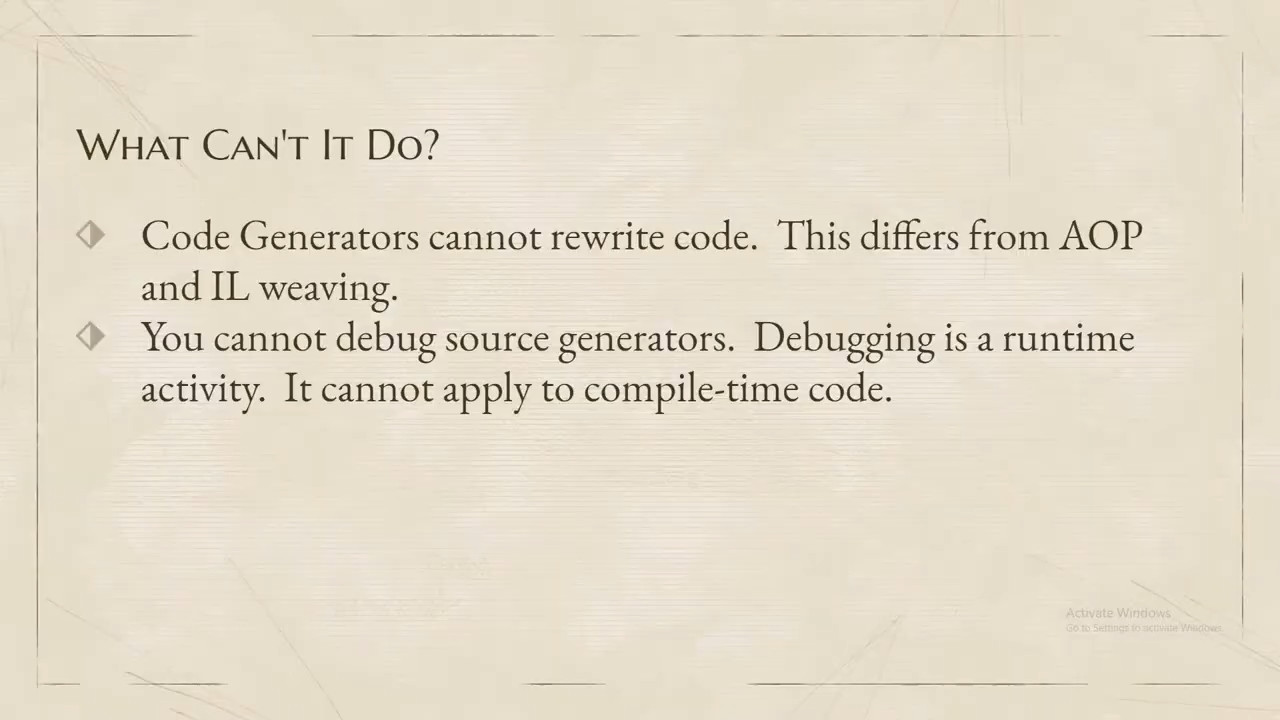 What Can't It Do?
Code Generators cannot rewrite code.  This differs from AOP
and IL weaving.
You cannot debug source generators.  Debugging is a runtime
activity.  It cannot apply to compile-time code.
Activate Windows
Go to Settings to activate Windows.